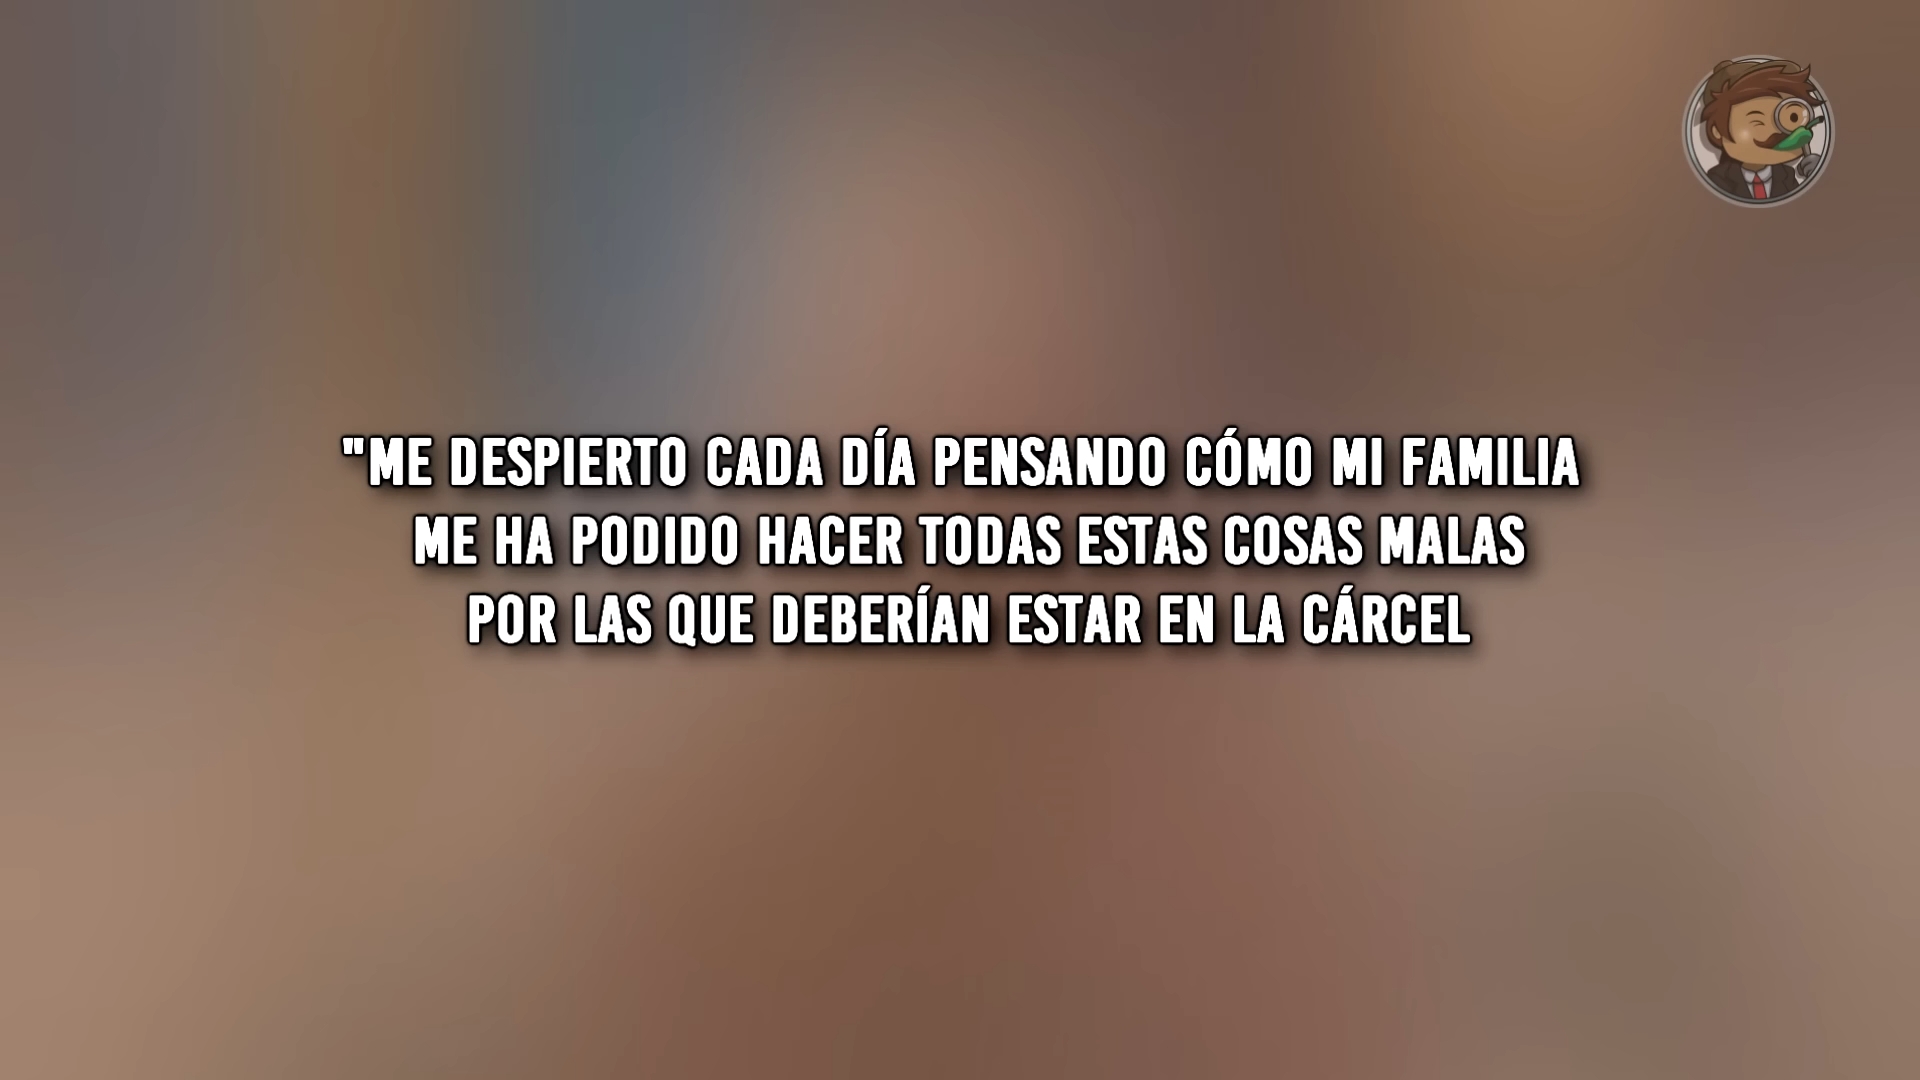 "ME DESPIERTO CADA DÍA PENSANDO CÓMO MI FAMILIA
ME HA PODIDO HACER TODAS ESTAS COSAS MALAS
POR LAS QUE DEBERÍAN ESTAR EN LA CÁRCEL